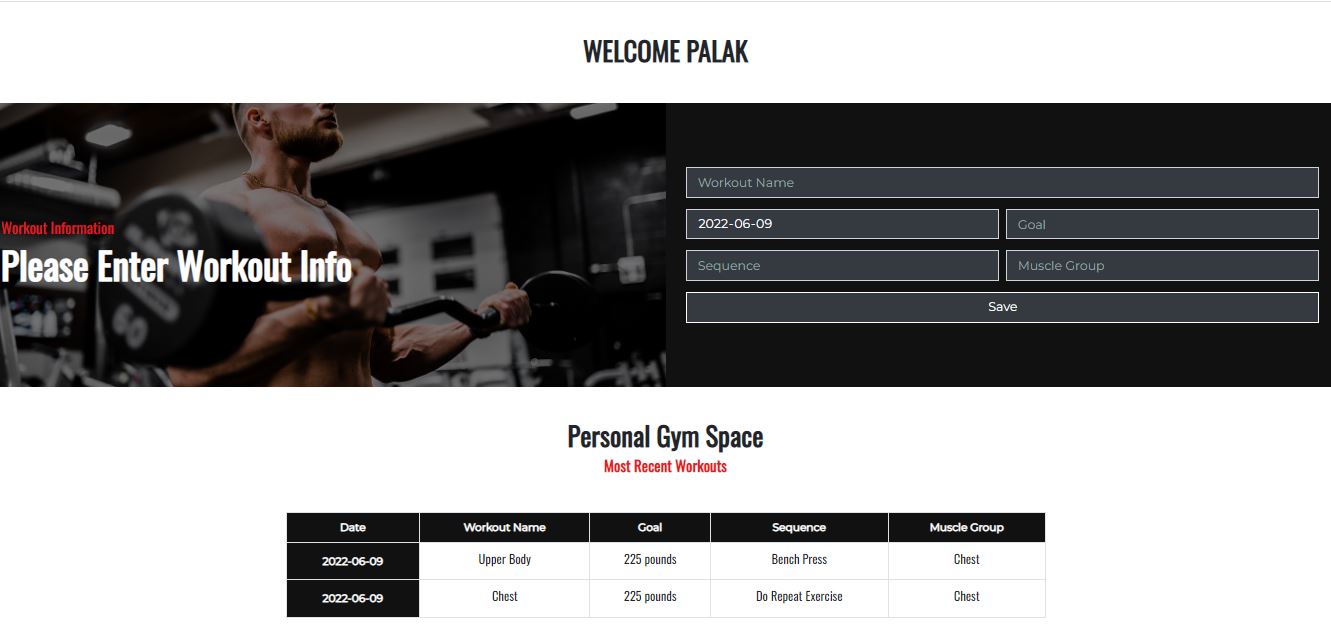 WELCOME PALAK
Workout Information
Please Enter Workout Info
60
Workout Name
2022-06-09 Goal
Sequence Muscle Group
Save
Personal Gym Space
Most Recent Workouts
Date Workout Name Goal Sequence Muscle Group
2022-06-09 Upper Body 225 pounds Bench Press Chest
2022-06-09 Chest 225 pounds Do Repeat Exercise Chest